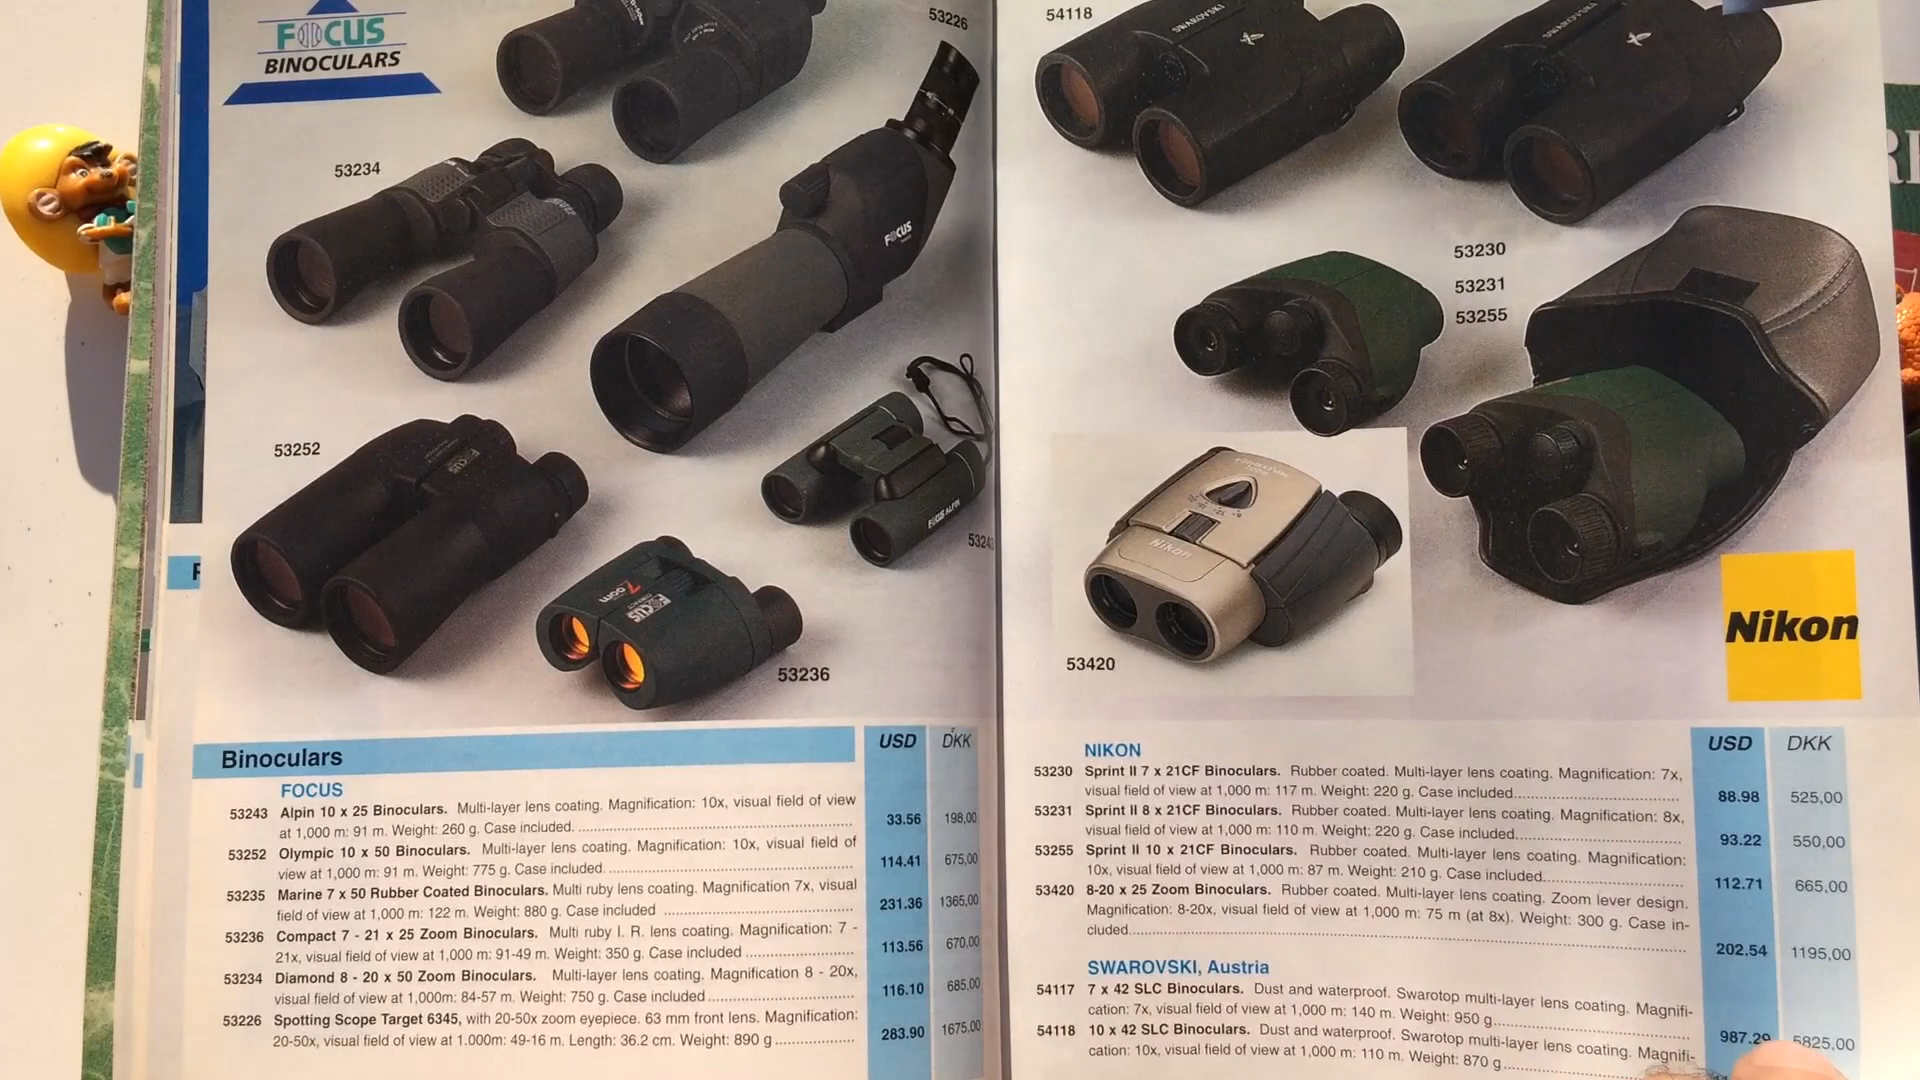 FOCUS
BINOCULARS
53226
53234
FOCUS
53252
FOCUS
FOCUS ALPIN
5324
Zoom
FOCUS
COMPACT
53236
Binoculars
USD DKK
FOCUS
53243 Alpin 10 x 25 Binoculars. Multi-layer lens coating. Magnification: 10x, visual field of view
at 1,000 m: 91 m. Weight: 260 g. Case included. 33.56 198,00
53252 Olympic 10 x 50 Binoculars. Multi-layer lens coating. Magnification: 10x, visual field of
view at 1,000 m: 91 m. Weight: 775 g. Case included. 114.41 675,00
53235 Marine 7 x 50 Rubber Coated Binoculars. Multi ruby lens coating. Magnification 7x, visual
field of view at 1,000 m: 122 m. Weight: 880 g. Case included 231.36 1365,00
53236 Compact 7 - 21 x 25 Zoom Binoculars. Multi ruby I. R. lens coating. Magnification: 7 -
21x, visual field of view at 1,000 m: 91-49 m. Weight: 350 g. Case included 113.56 670,00
53234 Diamond 8 - 20 x 50 Zoom Binoculars. Multi-layer lens coating. Magnification 8 - 20x,
visual field of view at 1,000m: 84-57 m. Weight: 750 g. Case included 116.10 685,00
53226 Spotting Scope Target 6345, with 20-50x zoom eyepiece. 63 mm front lens. Magnification:
20-50x, visual field of view at 1.000m: 49-16 m. Length: 36.2 cm. Weight: 890 g 283.90 1675,00
54118
SWAROVSKI
SWAROVSKI
53230
53231
53255
Nikon
53420
Nikon
USD DKK
NIKON
53230 Sprint II 7 x 21CF Binoculars. Rubber coated. Multi-layer lens coating. Magnification: 7x,
visual field of view at 1,000 m: 117 m. Weight: 220 g. Case included 88.98 525,00
53231 Sprint II 8 x 21CF Binoculars. Rubber coated. Multi-layer lens coating. Magnification: 8x,
visual field of view at 1,000 m: 110 m. Weight: 220 g. Case included 93.22 550,00
53255 Sprint II 10 x 21CF Binoculars. Rubber coated. Multi-layer lens coating. Magnification:
10x, visual field of view at 1,000 m: 87 m. Weight: 210 g. Case included 112.71 665,00
53420 8-20 x 25 Zoom Binoculars. Rubber coated. Multi-layer lens coating. Zoom lever design.
Magnification: 8-20x, visual field of view at 1,000 m: 75 m (at 8x). Weight: 300 g. Case in-
cluded 202.54 1195,00
SWAROVSKI, Austria
54117 7 x 42 SLC Binoculars. Dust and waterproof. Swarotop multi-layer lens coating. Magnifi-
cation: 7x, visual field of view at 1,000 m: 140 m. Weight: 950 g 987.29 5825,00
54118 10 x 42 SLC Binoculars. Dust and waterproof. Swarotop multi-layer lens coating. Magnifi-
cation: 10x, visual field of view at 1,000 m: 110 m. Weight: 870 g